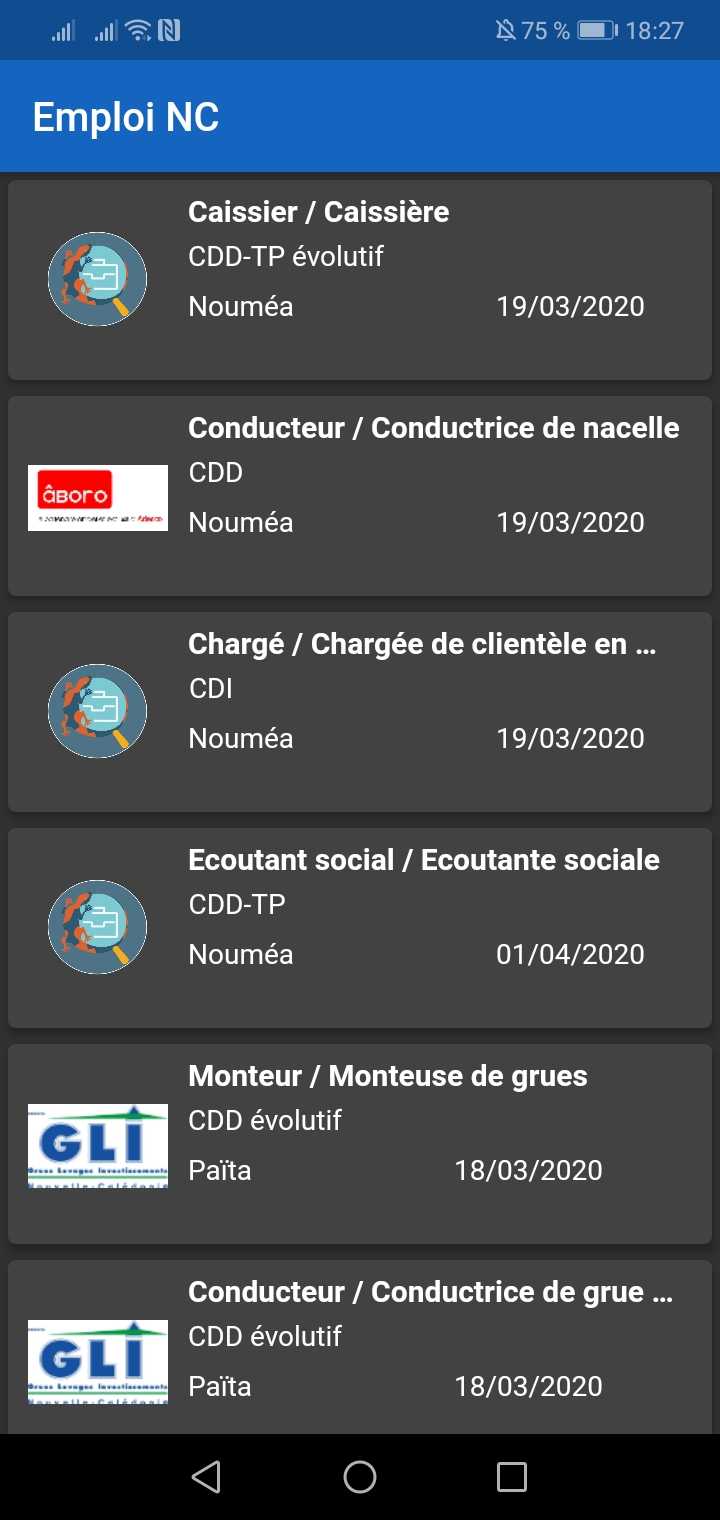 75 % 18:27
Emploi NC
Caissier / Caissière
CDD-TP évolutif
Nouméa 19/03/2020
Conducteur / Conductrice de nacelle
CDD
âboro
Nouméa 19/03/2020
Chargé / Chargée de clientèle en ...
CDI
Nouméa 19/03/2020
Ecoutant social / Ecoutante sociale
CDD-TP
Nouméa 01/04/2020
Monteur / Monteuse de grues
CDD évolutif
GLI
Païta 18/03/2020
Grues Levages Investissements
Nouvelle-Calédonie
Conducteur / Conductrice de grue ...
CDD évolutif
GLI
Païta 18/03/2020
Grues Levages Investissements